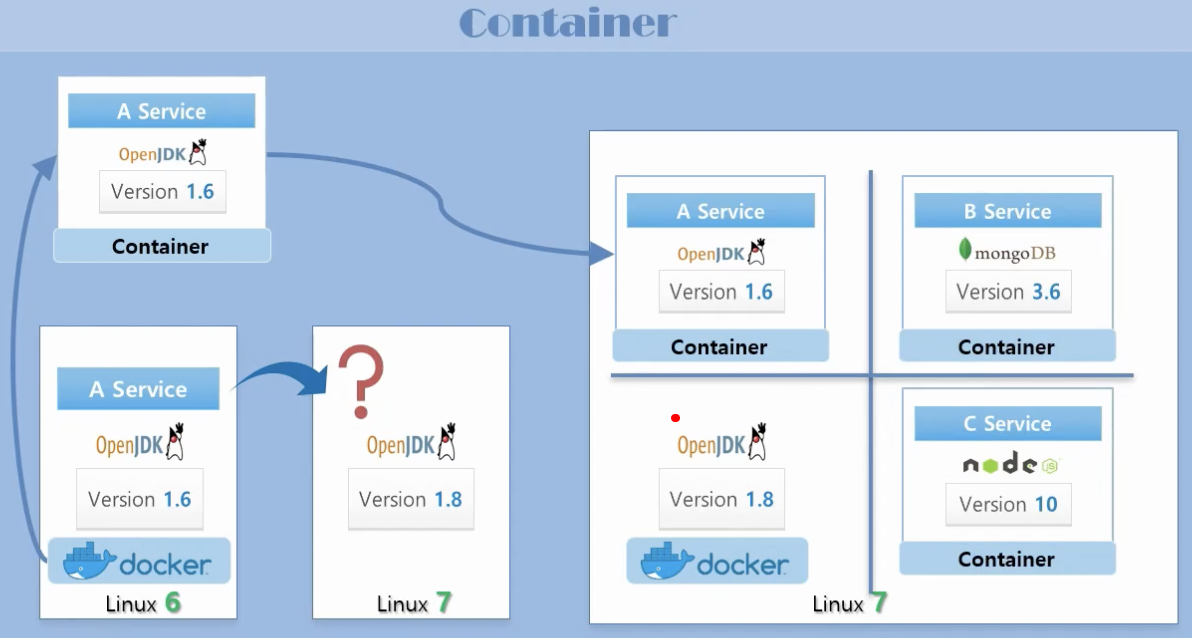 Container
A Service
OpenJDK
Version 1.6
Container
A Service
OpenJDK
Version 1.6
docker
Linux 6
?
OpenJDK
Version 1.8
Linux 7
A Service
OpenJDK
Version 1.6
Container
B Service
mongoDB
Version 3.6
Container
OpenJDK
Version 1.8
docker
C Service
node JS
Version 10
Container
Linux 7